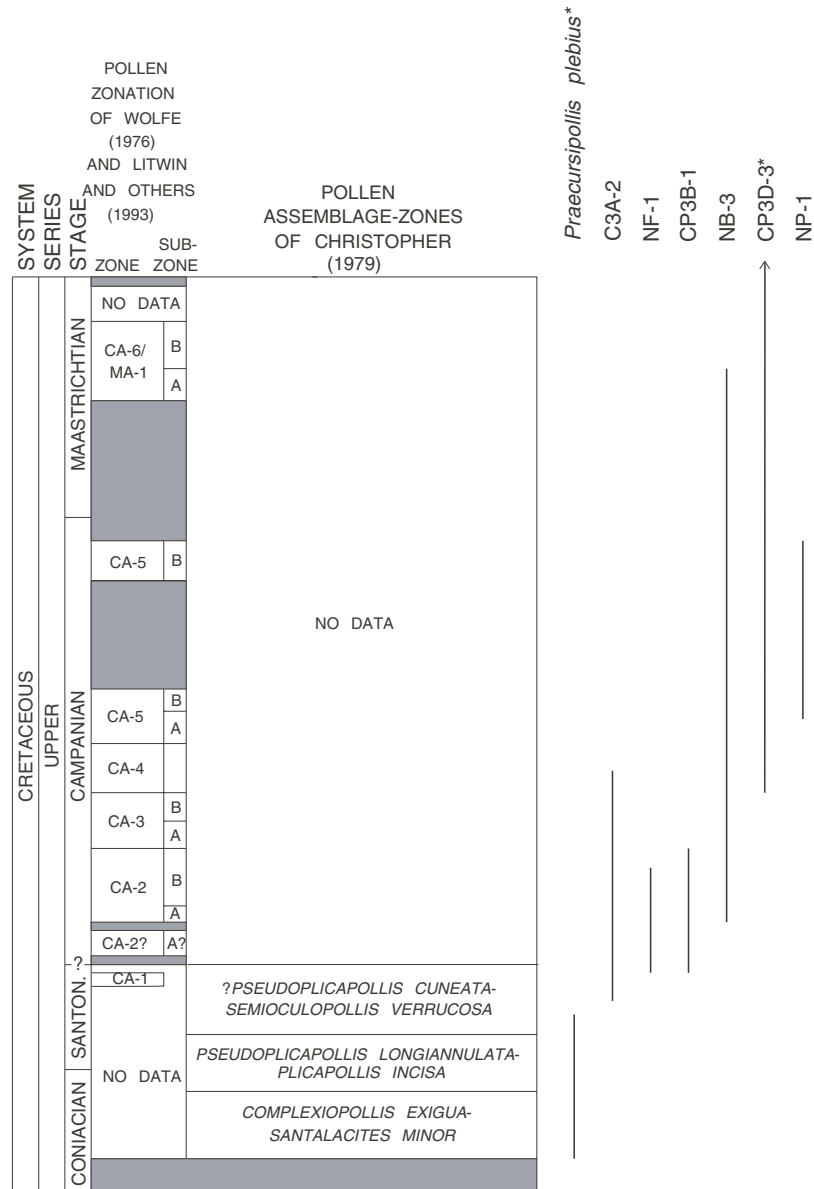 POLLEN
ZONATION
OF WOLFE
(1976)
AND LITWIN
AND OTHERS
(1993)
SYSTEM
SERIES
STAGE
ZONE
SUB-
ZONE
POLLEN
ASSEMBLAGE-ZONES
OF CHRISTOPHER
(1979)
Praecursipollis plebius*
C3A-2
NF-1
CP3B-1
NB-3
CP3D-3*
NP-1
CRETACEOUS
UPPER
MAASTRICHTIAN
CAMPANIAN
?
SANTON.
CONIACIAN
NO DATA
CA-6/
MA-1
B
A
CA-5
B
CA-5
B
A
CA-4
CA-3
B
A
CA-2
B
A
CA-2?
A?
CA-1
NO DATA
NO DATA
?PSEUDOPLICAPOLLIS CUNEATA-
SEMIOCULOPOLLIS VERRUCOSA
PSEUDOPLICAPOLLIS LONGIANNULATA-
PLICAPOLLIS INCISA
COMPLEXIOPOLLIS EXIGUA-
SANTALACITES MINOR